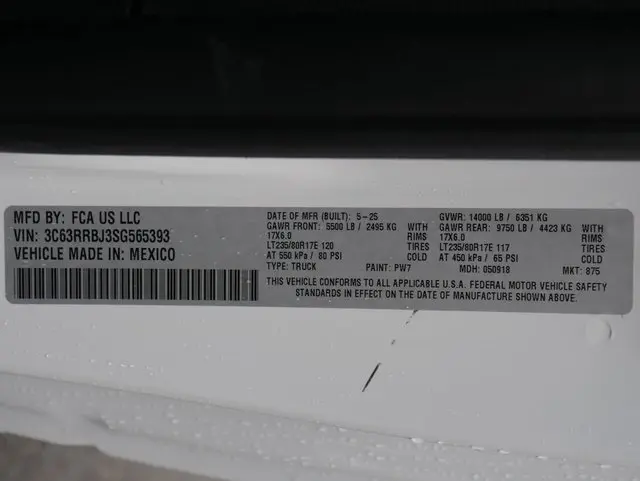 MFD BY: FCA US LLC
VIN: 3C63RRBJ3SG565393
VEHICLE MADE IN: MEXICO
DATE OF MFR (BUILT): 5-25
GAWR FRONT: 5500 LB / 2495 KG WITH
17X6.0 RIMS
LT235/80R17E 120 TIRES
AT 550 kPa / 80 PSI COLD
TYPE: TRUCK PAINT: PW7
GVWR: 14000 LB / 6351 KG
GAWR REAR: 9750 LB / 4423 KG WITH
17X6.0 RIMS
LT235/80R17E 117 TIRES
AT 450 kPa / 65 PSI COLD
MDH: 050918 MKT: 875
THIS VEHICLE CONFORMS TO ALL APPLICABLE U.S.A. FEDERAL MOTOR VEHICLE SAFETY
STANDARDS IN EFFECT ON THE DATE OF MANUFACTURE SHOWN ABOVE.